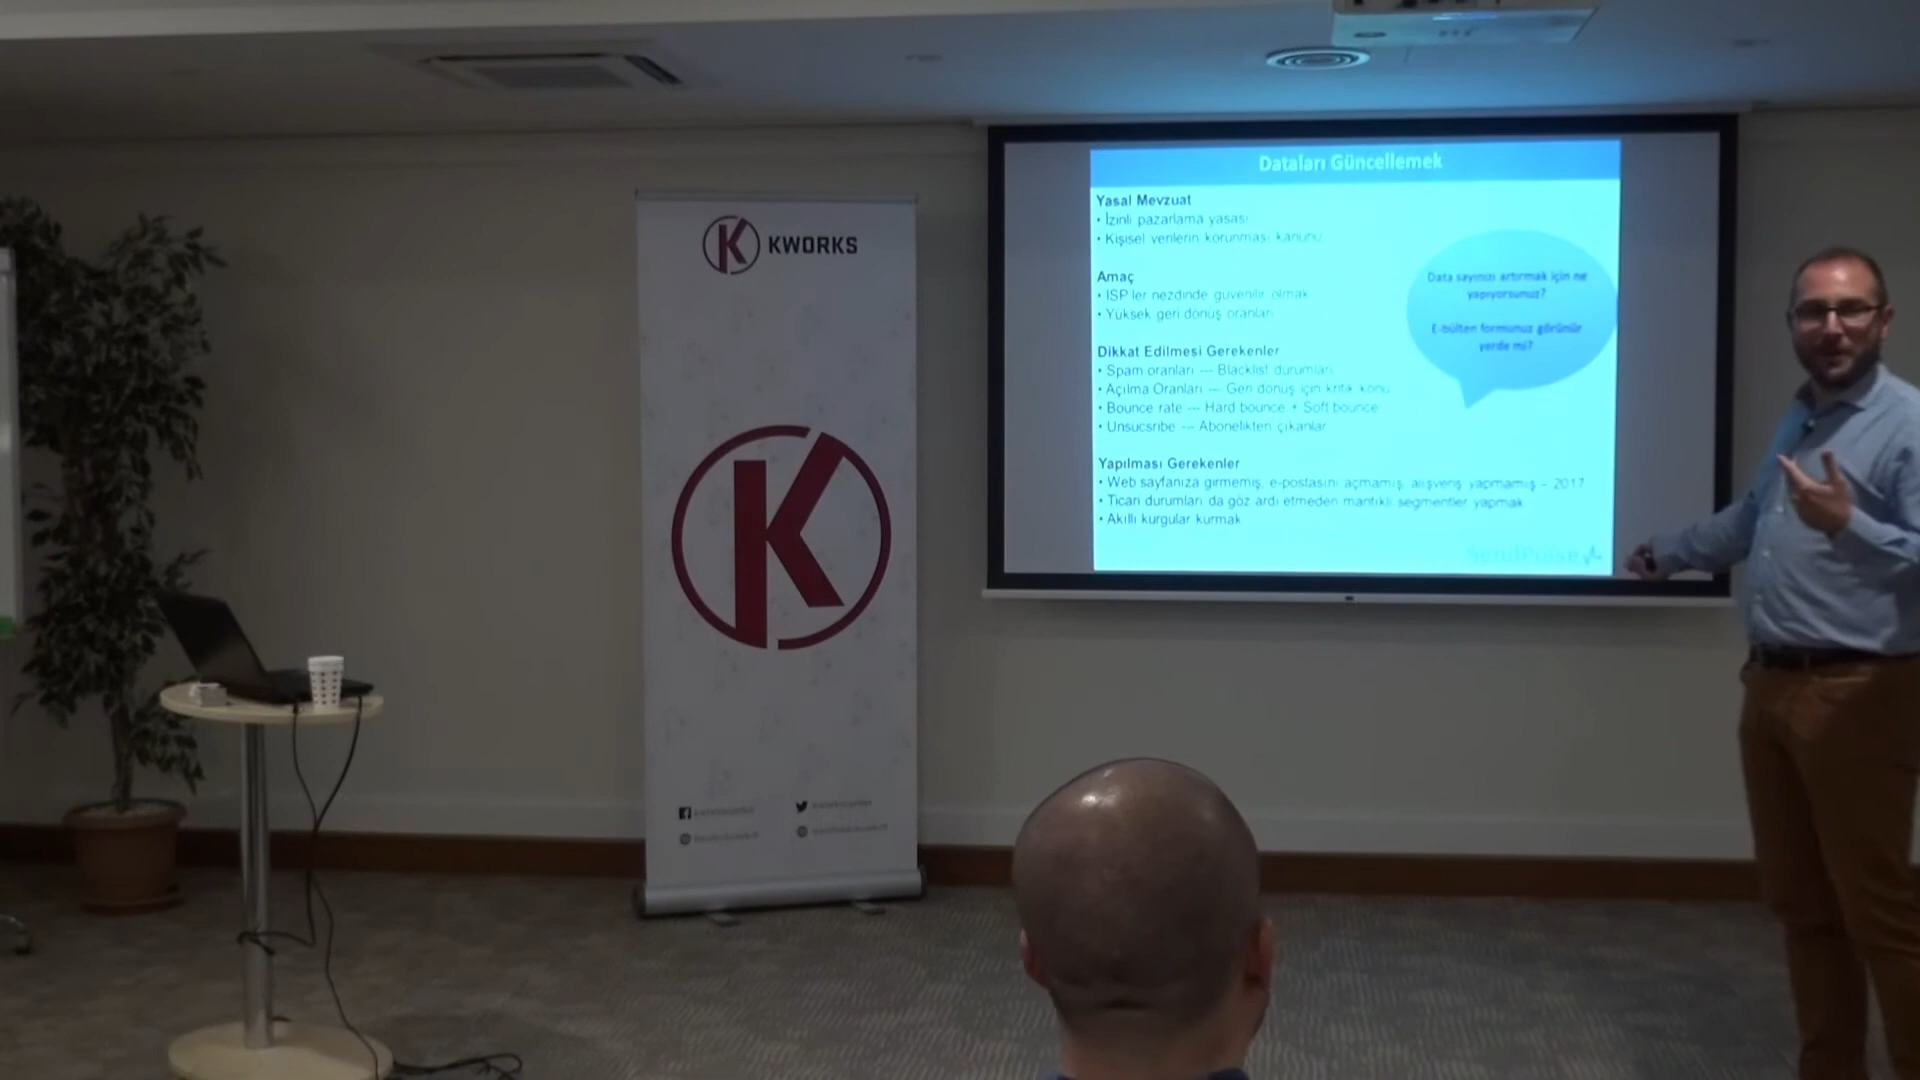 KWORKS
Dataları Güncellemek
Yasal Mevzuat
• İzinli pazarlama yasası
• Kişisel verilerin korunması kanunu
Amaç
• ISP'ler nezdinde güvenilir olmak
• Yüksek geri dönüş oranları
Dikkat Edilmesi Gerekenler
• Spam oranları --- Blacklist durumları
• Açılma Oranları --- Geri dönüş için kritik konu
• Bounce rate --- Hard bounce + Soft bounce
• Unsucsribe --- Abonelikten çıkanlar
Yapılması Gerekenler
• Web sayfanıza girmemiş, e-postasını açmamış, alışveriş yapmamış – 2017
• Ticari durumları da göz ardı etmeden mantıklı segmentler yapmak
• Akıllı kurgular kurmak
Data sayınızı artırmak için ne
yapıyorsunuz?
E-bülten formunuz görünür
yerde mi?
SendPulse